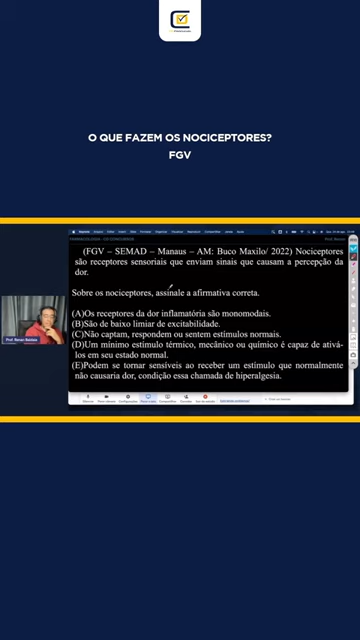 O QUE FAZEM OS NOCICEPTORES?
FGV
(FGV – SEMAD – Manaus – AM: Buco Maxilo/ 2022) Nociceptores
são receptores sensoriais que enviam sinais que causam a percepção da
dor.
Sobre os nociceptores, assinale a afirmativa correta.
(A)Os receptores da dor inflamatória são monomodais.
(B)São de baixo limiar de excitabilidade.
(C)Não captam, respondem ou sentem estímulos normais.
(D)Um mínimo estímulo térmico, mecânico ou químico é capaz de ativá-
los em seu estado normal.
(E)Podem se tornar sensíveis ao receber um estímulo que normalmente
não causaria dor, condição essa chamada de hiperalgesia.